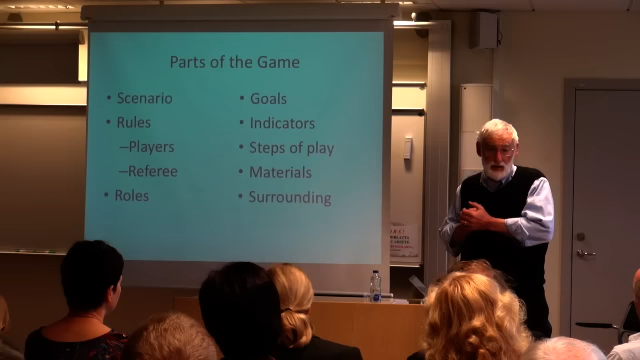 Parts of the Game
• Scenario
• Rules
–Players
–Referee
• Roles
• Goals
• Indicators
• Steps of play
• Materials
• Surrounding